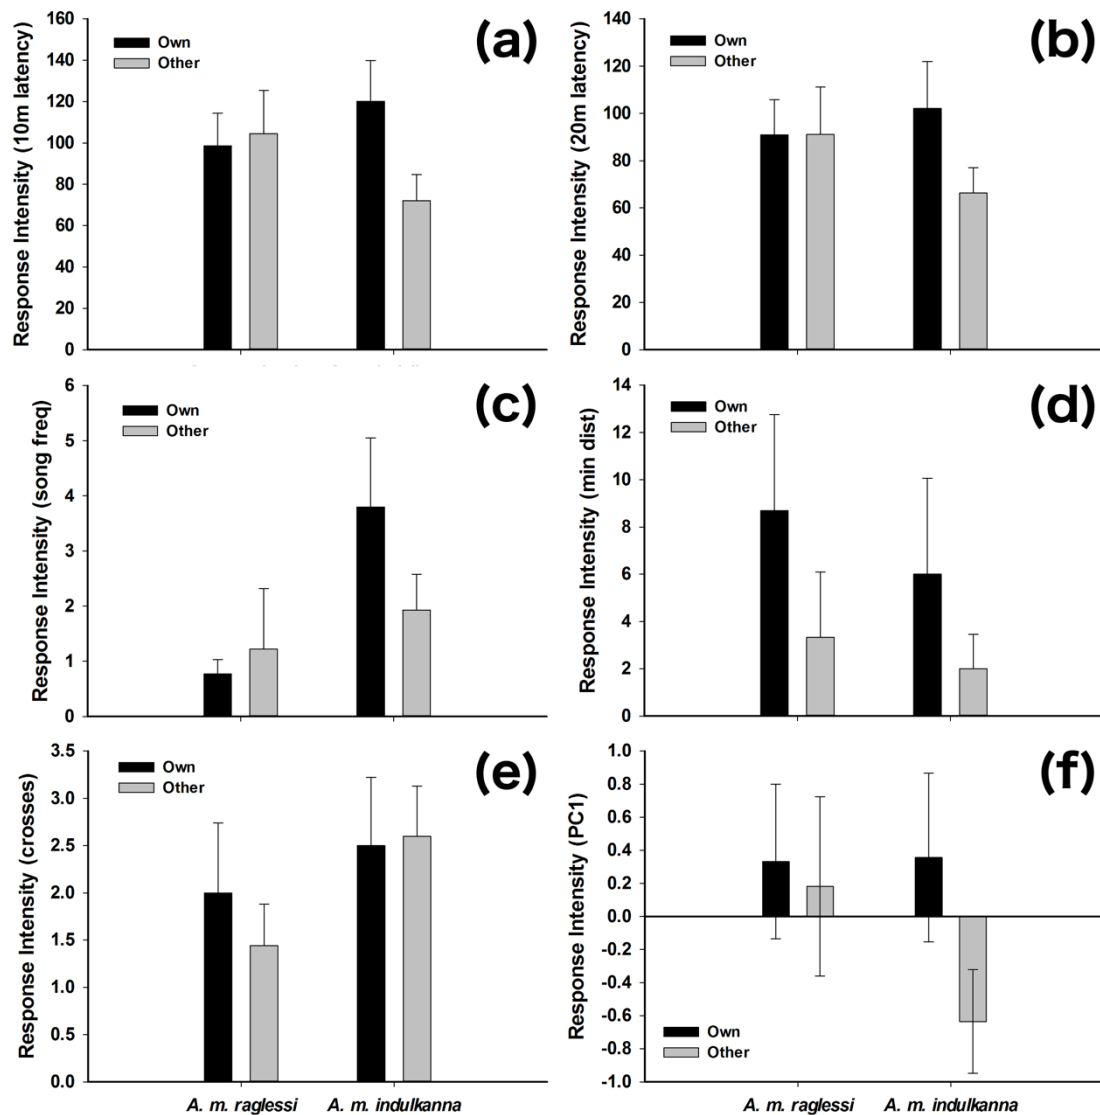 (a)
Response Intensity (10m latency)
160
140
120
100
80
60
40
20
0
Own
Other
(b)
Response Intensity (20m latency)
140
120
100
80
60
40
20
0
Own
Other
(c)
Response Intensity (song freq)
6
5
4
3
2
1
0
Own
Other
(d)
Response Intensity (min dist)
14
12
10
8
6
4
2
0
Own
Other
(e)
Response Intensity (crosses)
3.5
3.0
2.5
2.0
1.5
1.0
0.5
0.0
Own
Other
A. m. raglessi
A. m. indulkanna
(f)
Response Intensity (PC1)
1.0
0.8
0.6
0.4
0.2
0.0
-0.2
-0.4
-0.6
-0.8
-1.0
Own
Other
A. m. raglessi
A. m. indulkanna